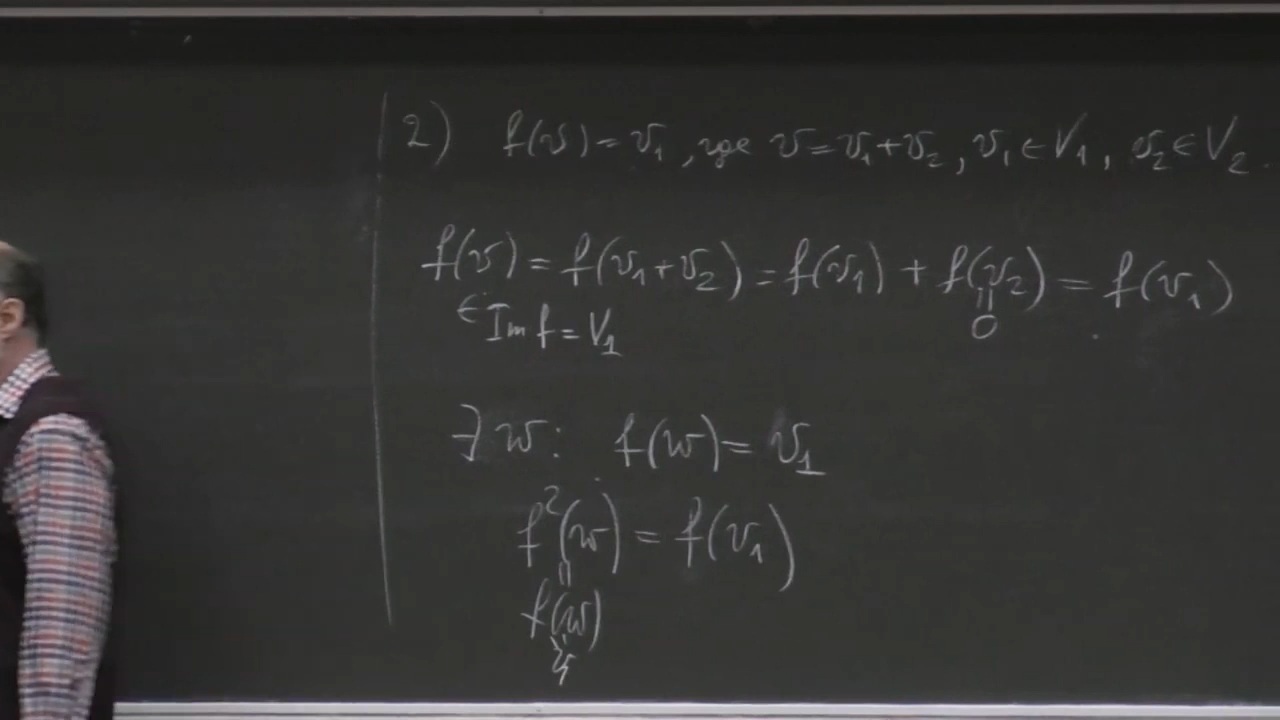 2) f(v) = v₁, где v = v₁ + v₂, v₁ ∈ V₁, v₂ ∈ V₂.
f(v) = f(v₁ + v₂) = f(v₁) + f(v₂) = f(v₁)
∈ Im f = V₁
||
0
∃ w: f(w) = v₁
f²(w) = f(v₁)
||
f(w)
||
v₁